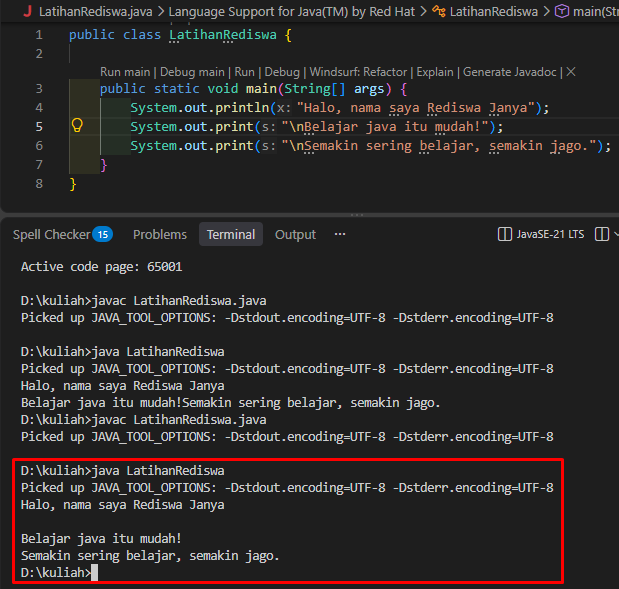 LatihanRediswa.java > Language Support for Java(TM) by Red Hat > LatihanRediswa > main(Str
1 public class LatihanRediswa {
2
Run main | Debug main | Run | Debug | Windsurf: Refactor | Explain | Generate Javadoc | X
3 public static void main(String[] args) {
4 System.out.println(x: "Halo, nama saya Rediswa Janya");
5 System.out.print(s: "\nBelajar java itu mudah!");
6 System.out.print(s: "\nSemakin sering belajar, semakin jago.");
7 }
8 }
Spell Checker 15 Problems Terminal Output ··· JavaSE-21 LTS
Active code page: 65001
D:\kuliah>javac LatihanRediswa.java
Picked up JAVA_TOOL_OPTIONS: -Dstdout.encoding=UTF-8 -Dstderr.encoding=UTF-8
D:\kuliah>java LatihanRediswa
Picked up JAVA_TOOL_OPTIONS: -Dstdout.encoding=UTF-8 -Dstderr.encoding=UTF-8
Halo, nama saya Rediswa Janya
Belajar java itu mudah!Semakin sering belajar, semakin jago.
D:\kuliah>javac LatihanRediswa.java
Picked up JAVA_TOOL_OPTIONS: -Dstdout.encoding=UTF-8 -Dstderr.encoding=UTF-8
D:\kuliah>java LatihanRediswa
Picked up JAVA_TOOL_OPTIONS: -Dstdout.encoding=UTF-8 -Dstderr.encoding=UTF-8
Halo, nama saya Rediswa Janya
Belajar java itu mudah!
Semakin sering belajar, semakin jago.
D:\kuliah>